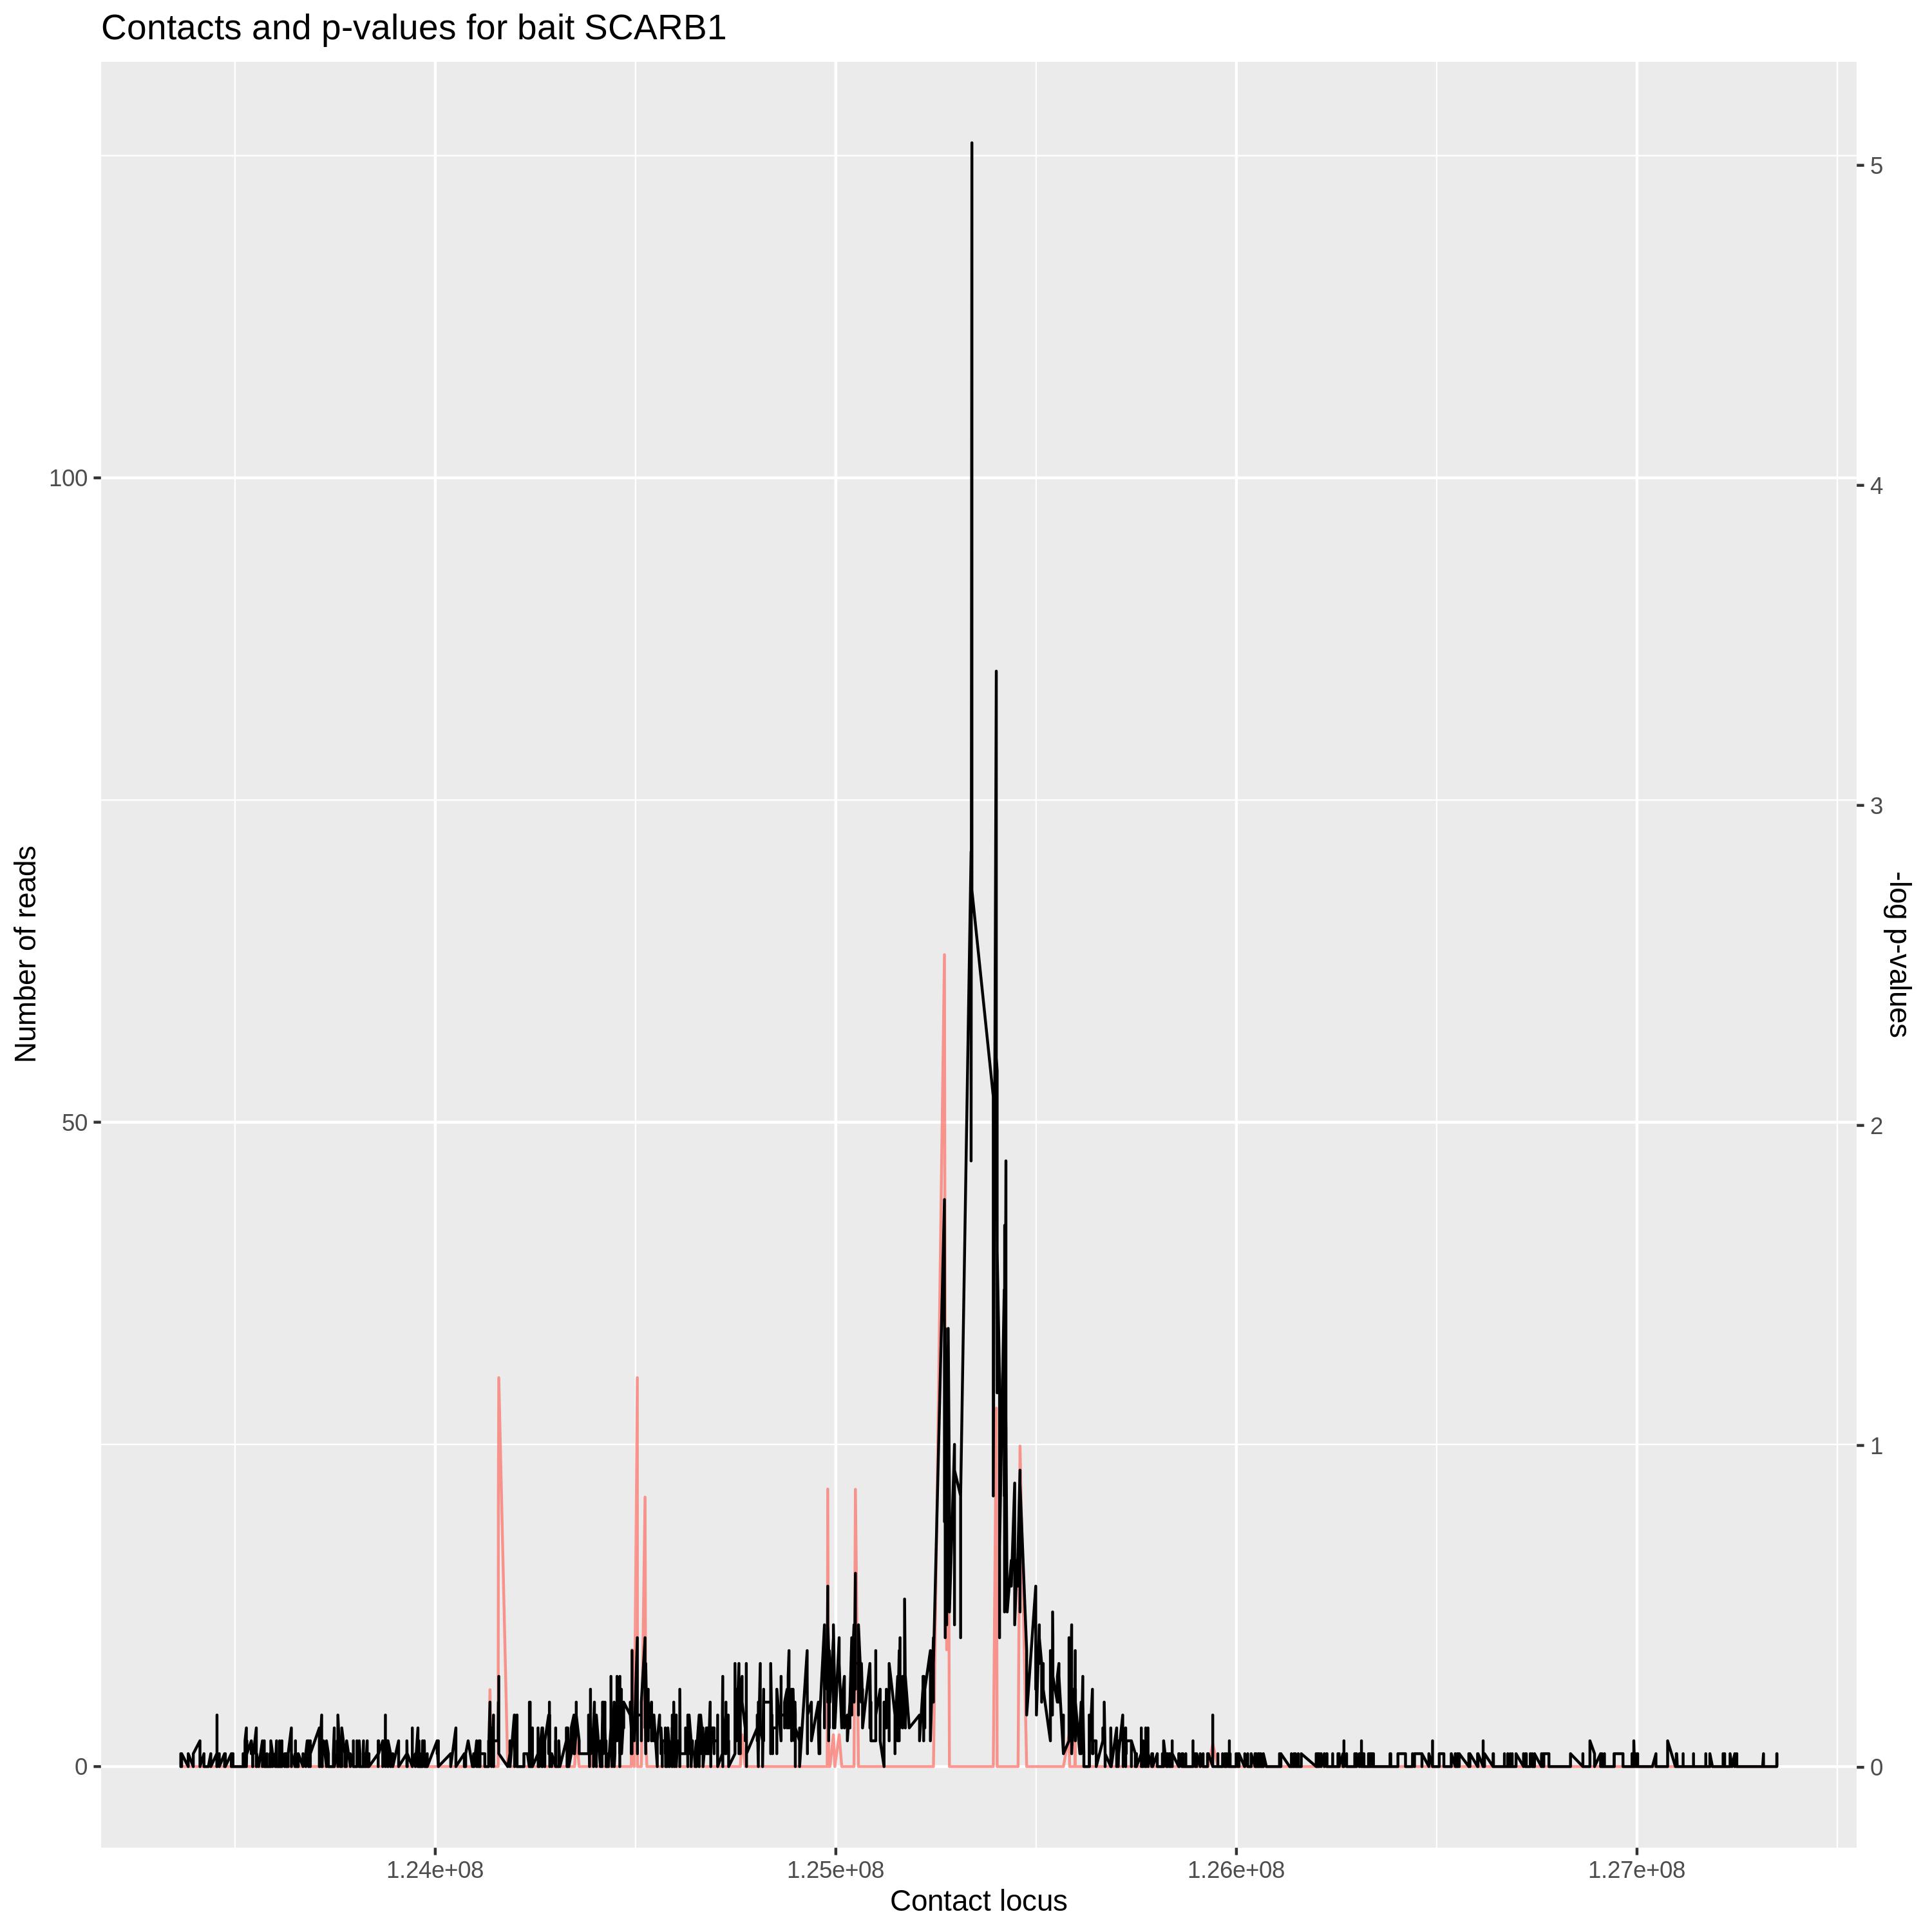 Contacts and p-values for bait SCARB1
Number of reads
100
50
0
5
4
3
2
1
0
-log p-values
1.24e+08
1.25e+08
1.26e+08
1.27e+08
Contact locus